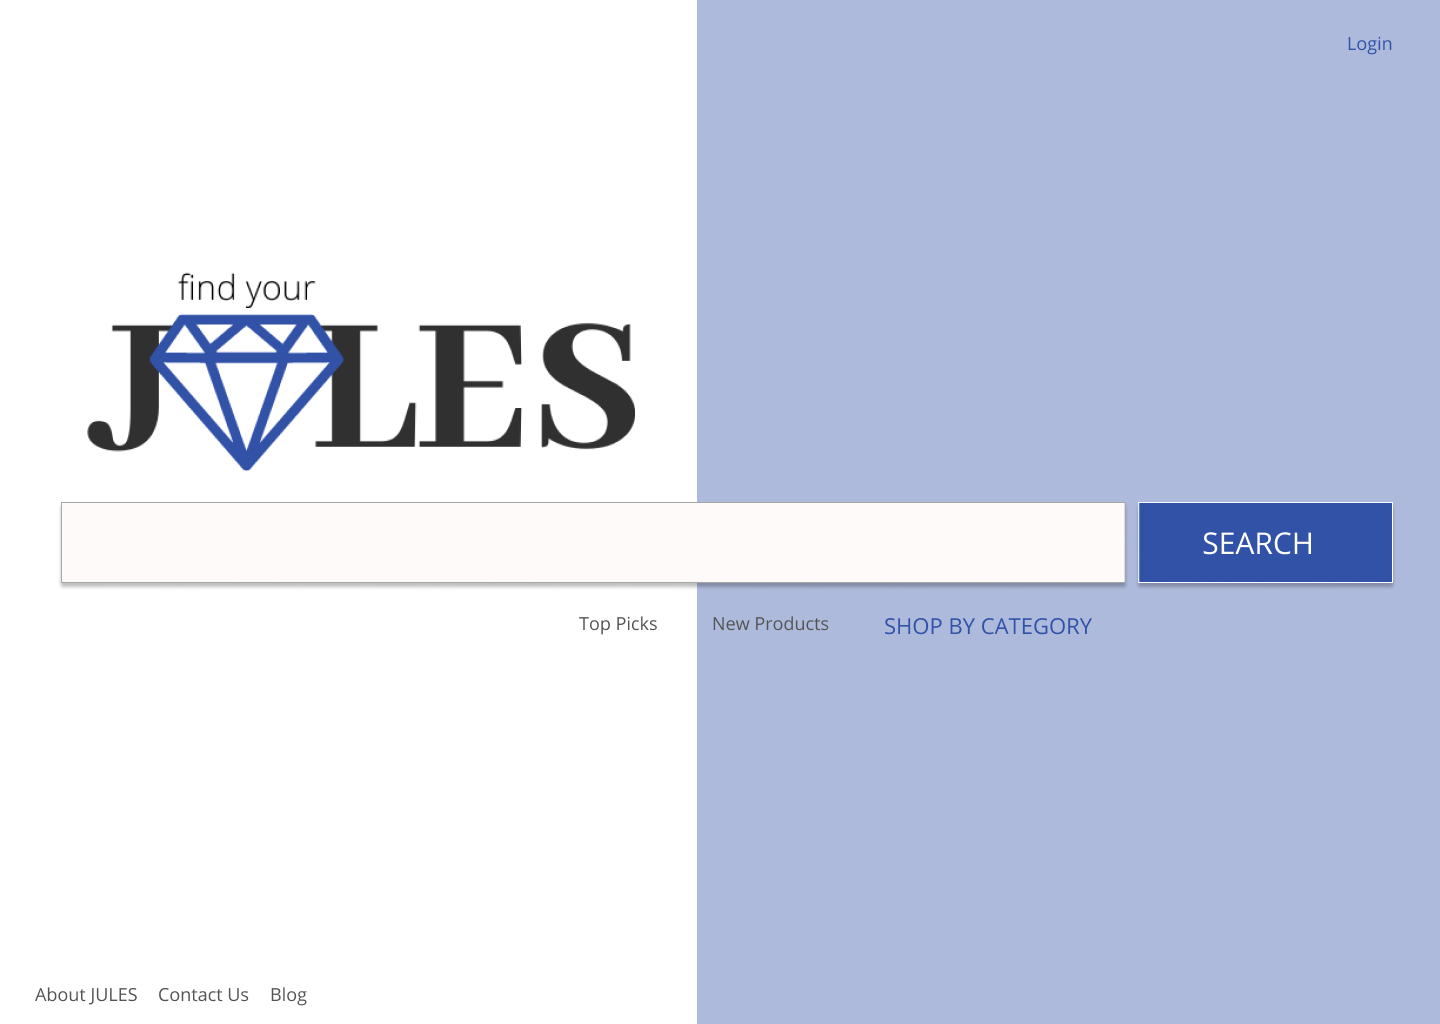 Login
find your
JULES
SEARCH
Top Picks New Products SHOP BY CATEGORY
About JULES Contact Us Blog